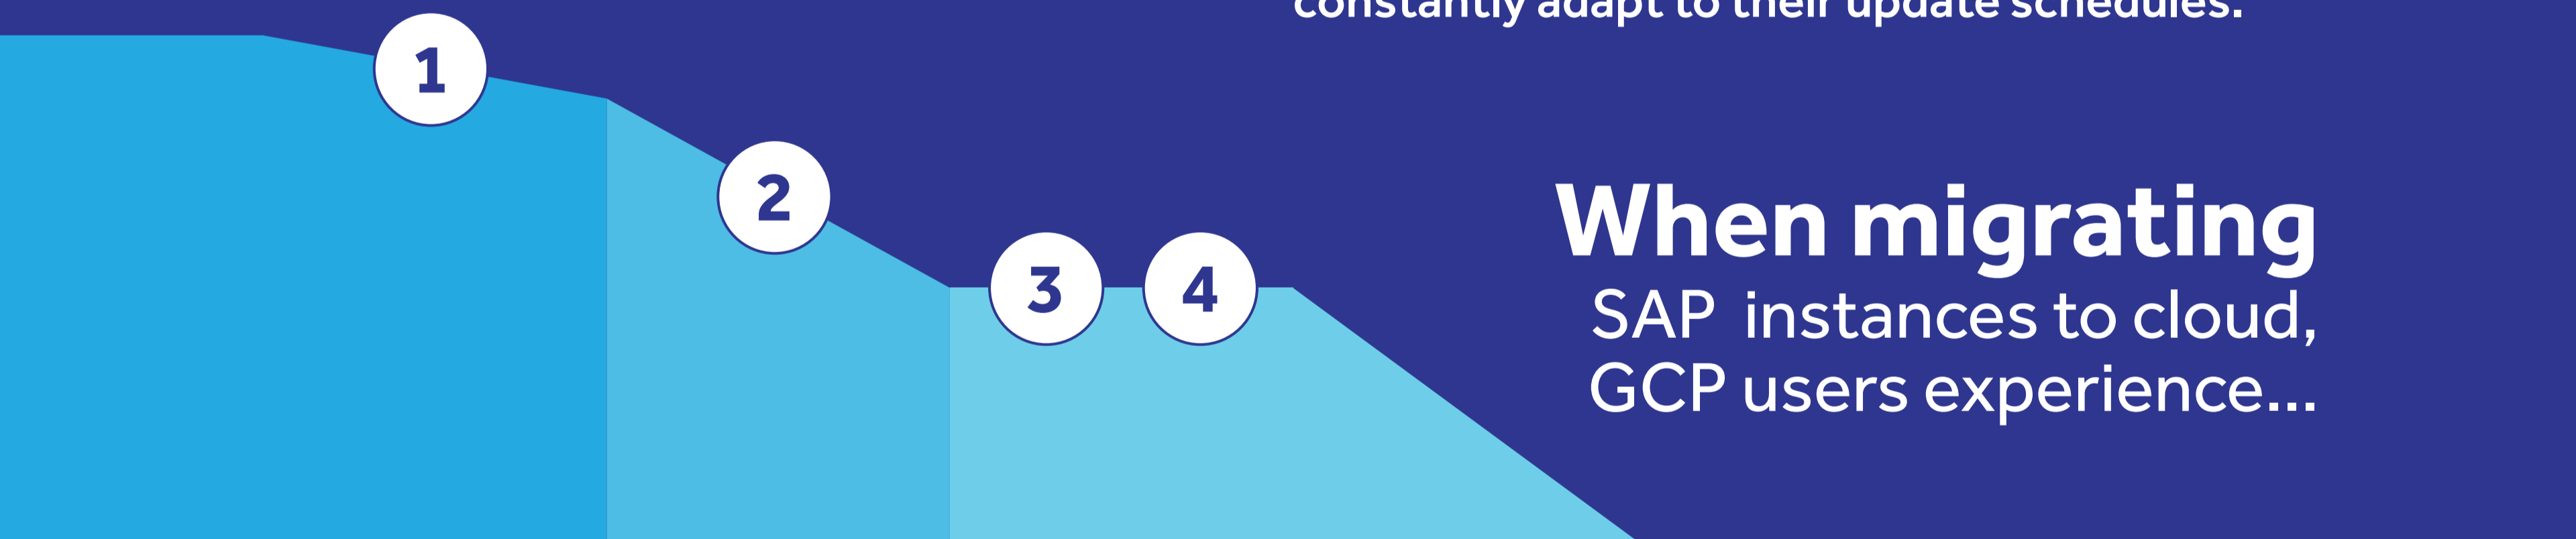 constantly adapt to their update schedules.
1
2
3 4
When migrating
SAP instances to cloud,
GCP users experience...